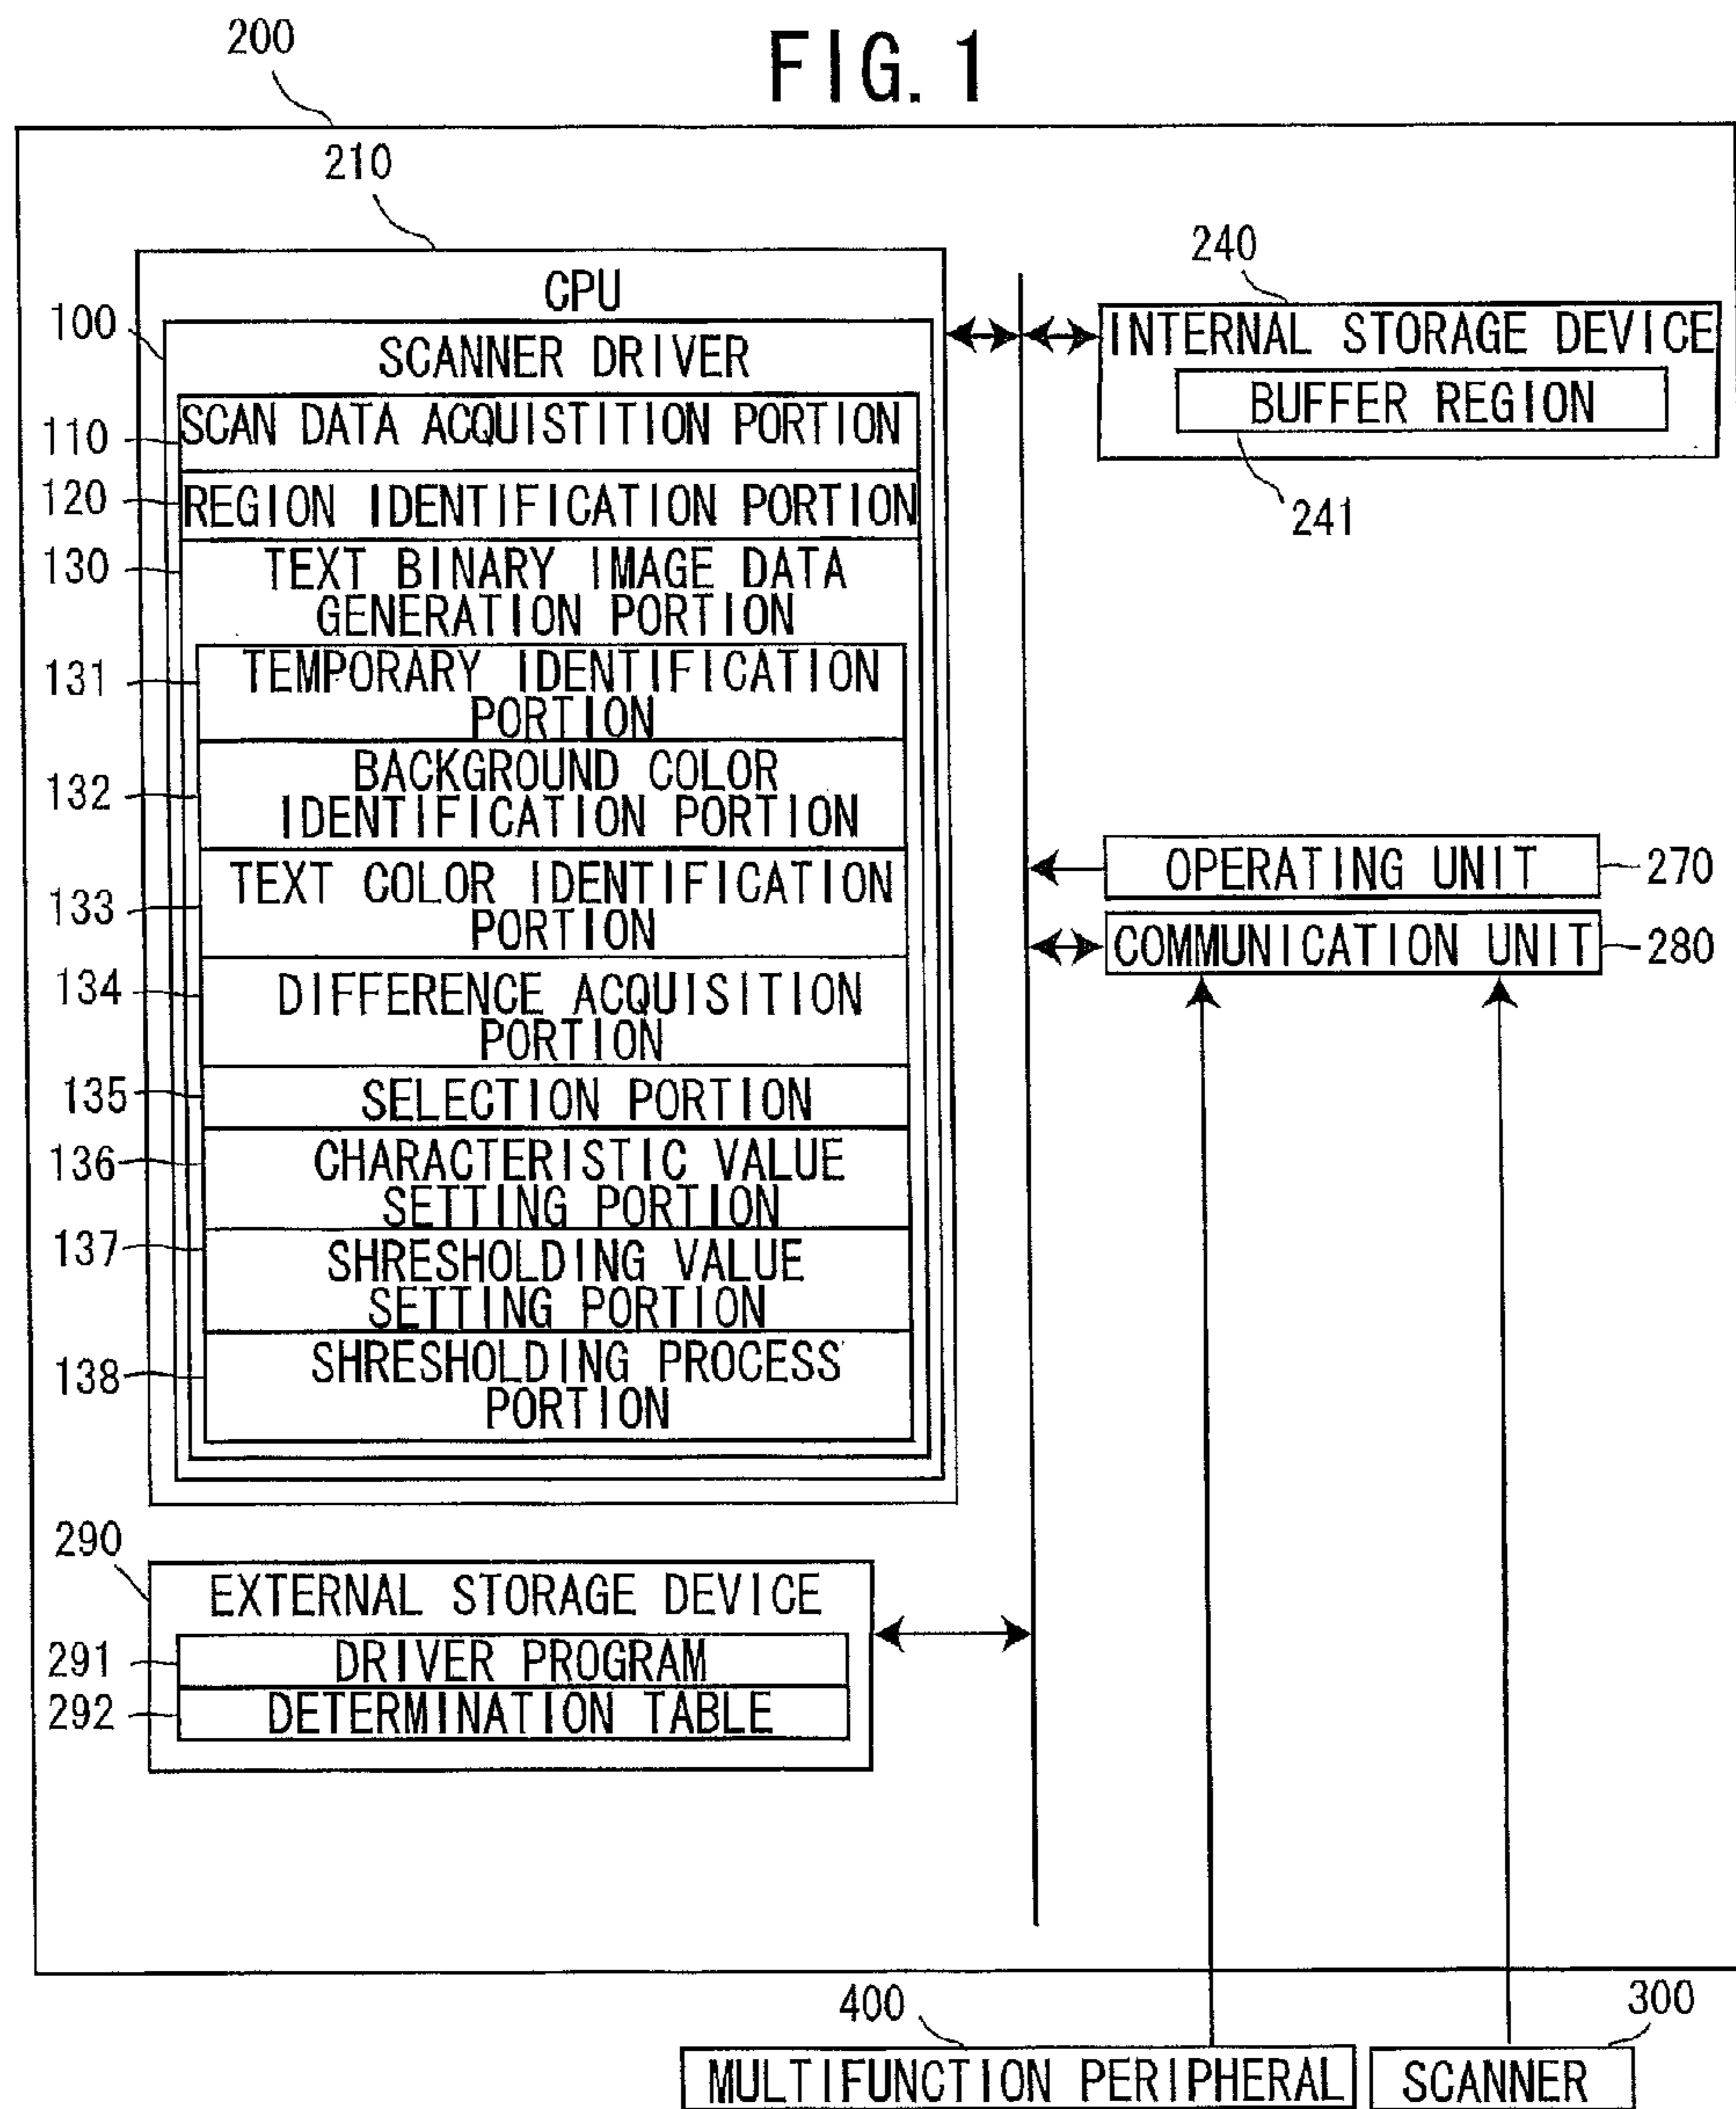 FIG. 1
200
210
CPU
100
SCANNER DRIVER
110
SCAN DATA ACQUISTITION PORTION
120
REGION IDENTIFICATION PORTION
130
TEXT BINARY IMAGE DATA
GENERATION PORTION
131
TEMPORARY IDENTIFICATION
PORTION
132
BACKGROUND COLOR
IDENTIFICATION PORTION
133
TEXT COLOR IDENTIFICATION
PORTION
134
DIFFERENCE ACQUISITION
PORTION
135
SELECTION PORTION
136
CHARACTERISTIC VALUE
SETTING PORTION
137
SHRESHOLDING VALUE
SETTING PORTION
138
SHRESHOLDING PROCESS
PORTION
240
INTERNAL STORAGE DEVICE
BUFFER REGION
241
OPERATING UNIT
270
COMMUNICATION UNIT
280
290
EXTERNAL STORAGE DEVICE
291
DRIVER PROGRAM
292
DETERMINATION TABLE
400
MULTIFUNCTION PERIPHERAL
300
SCANNER